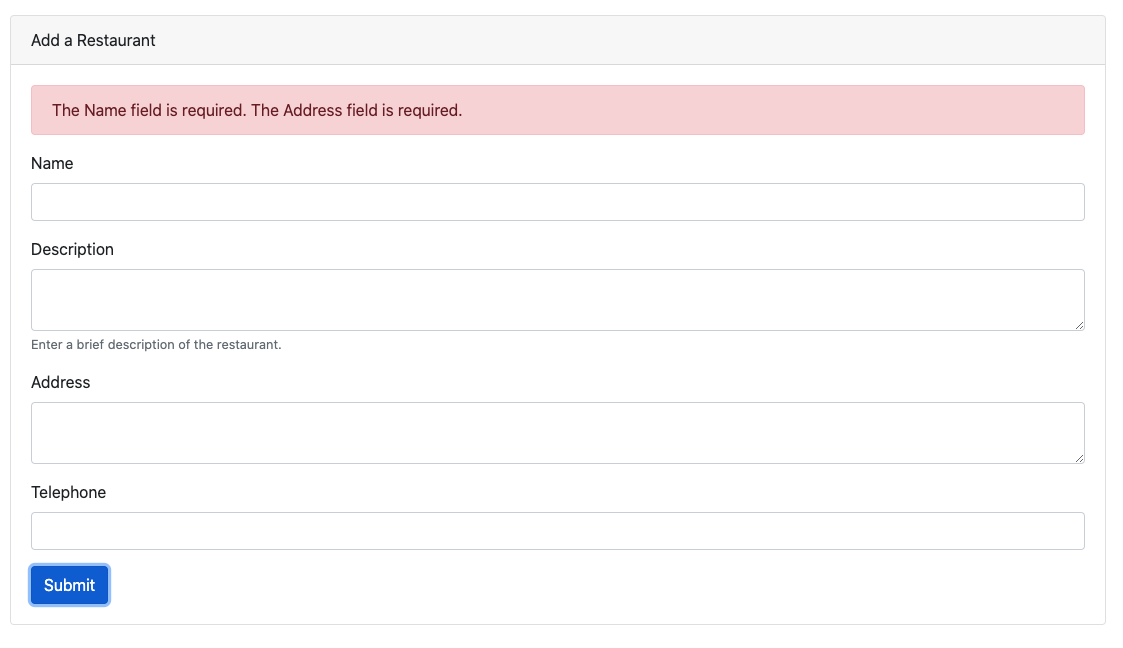 Add a Restaurant
The Name field is required. The Address field is required.
Name
Description
Enter a brief description of the restaurant.
Address
Telephone
Submit